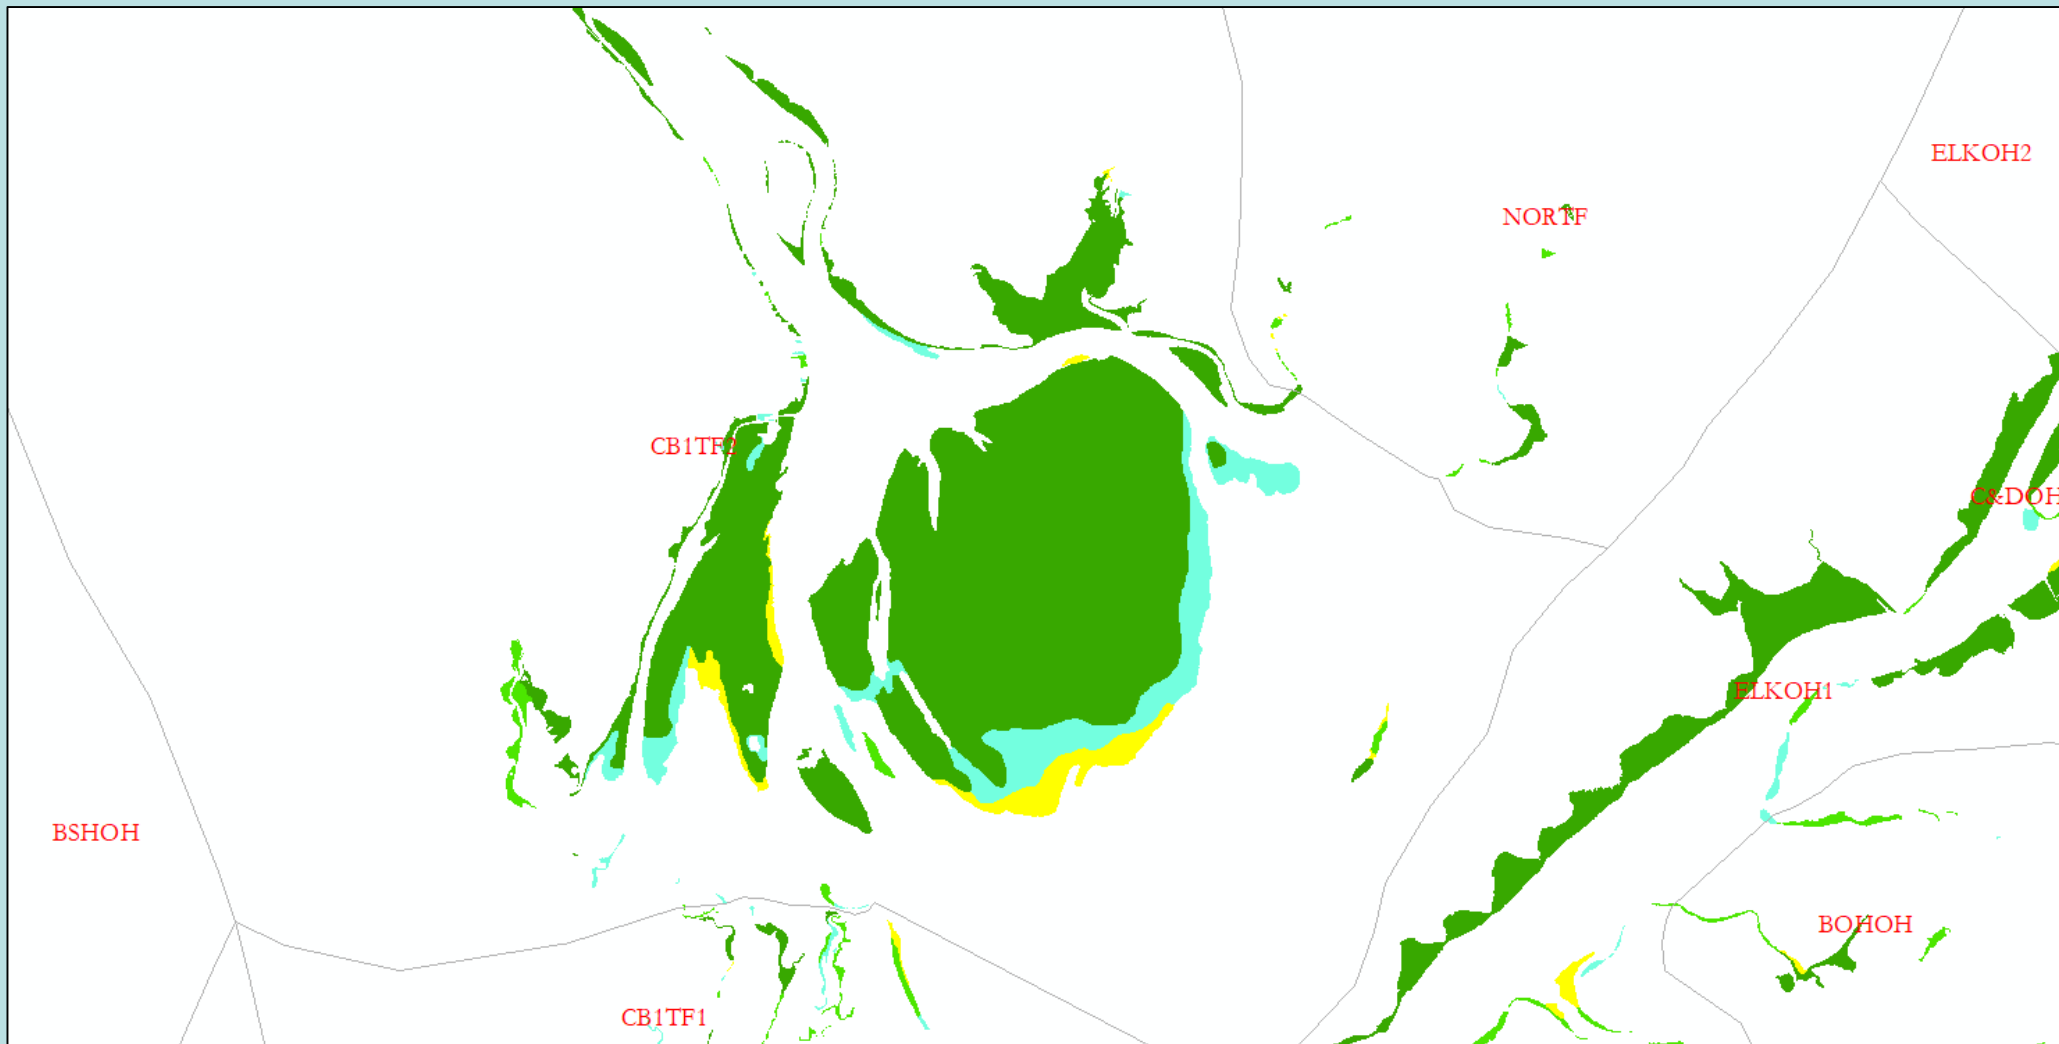 ELKOH2
NORTF
CB1TF2
C&DOH
ELKOH1
BSHOH
BOHOH
CB1TF1